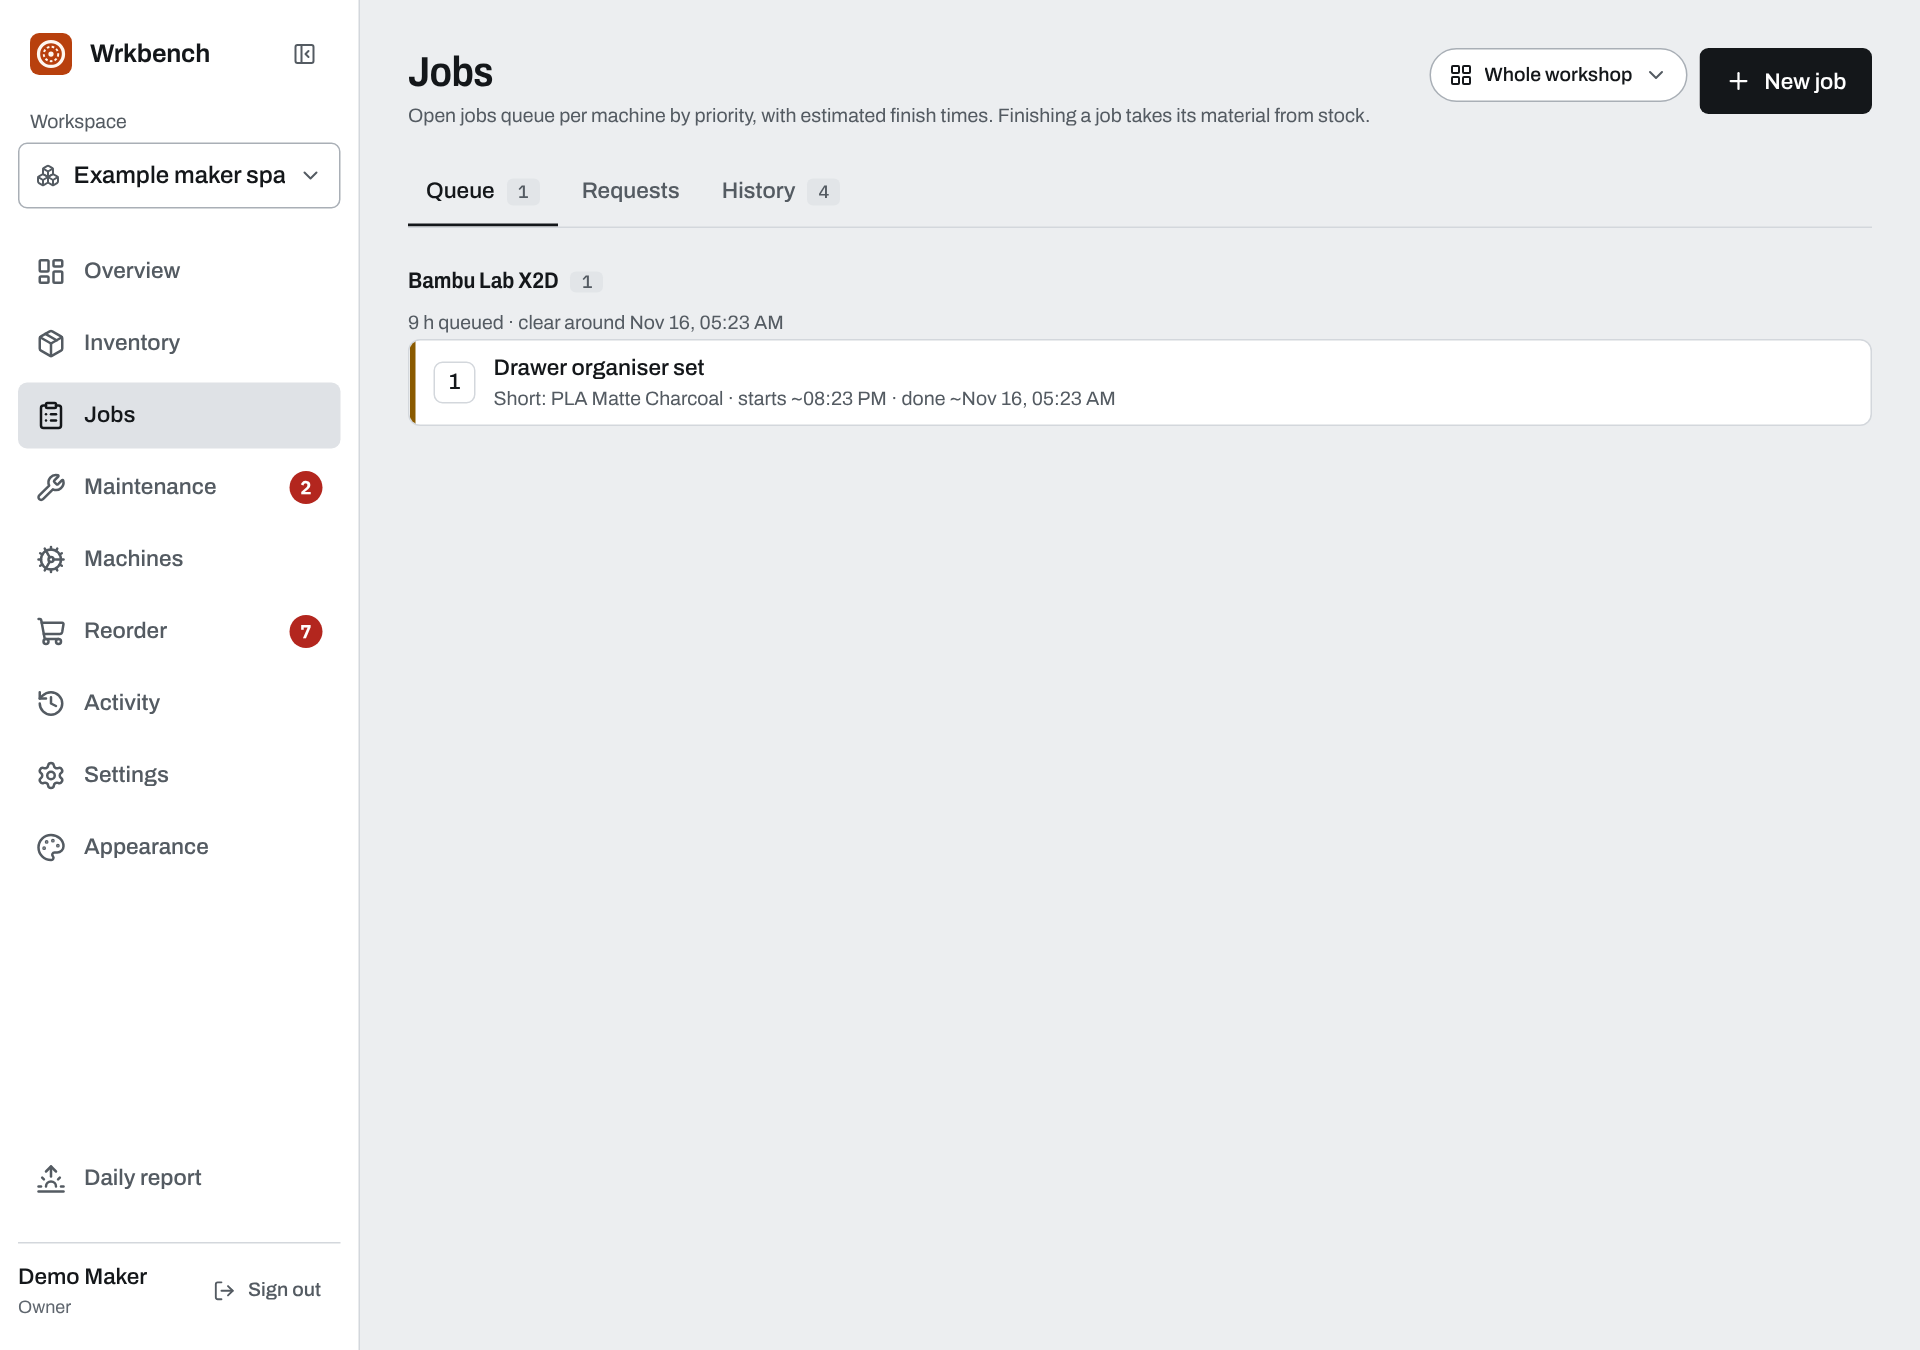 Wrkbench
Workspace
Example maker spa
Overview
Inventory
Jobs
Maintenance 2
Machines
Reorder 7
Activity
Settings
Appearance
Daily report
Demo Maker
Owner
Sign out
Jobs
Open jobs queue per machine by priority, with estimated finish times. Finishing a job takes its material from stock.
Whole workshop
New job
Queue 1 Requests History 4
Bambu Lab X2D 1
9 h queued · clear around Nov 16, 05:23 AM
1
Drawer organiser set
Short: PLA Matte Charcoal · starts ~08:23 PM · done ~Nov 16, 05:23 AM